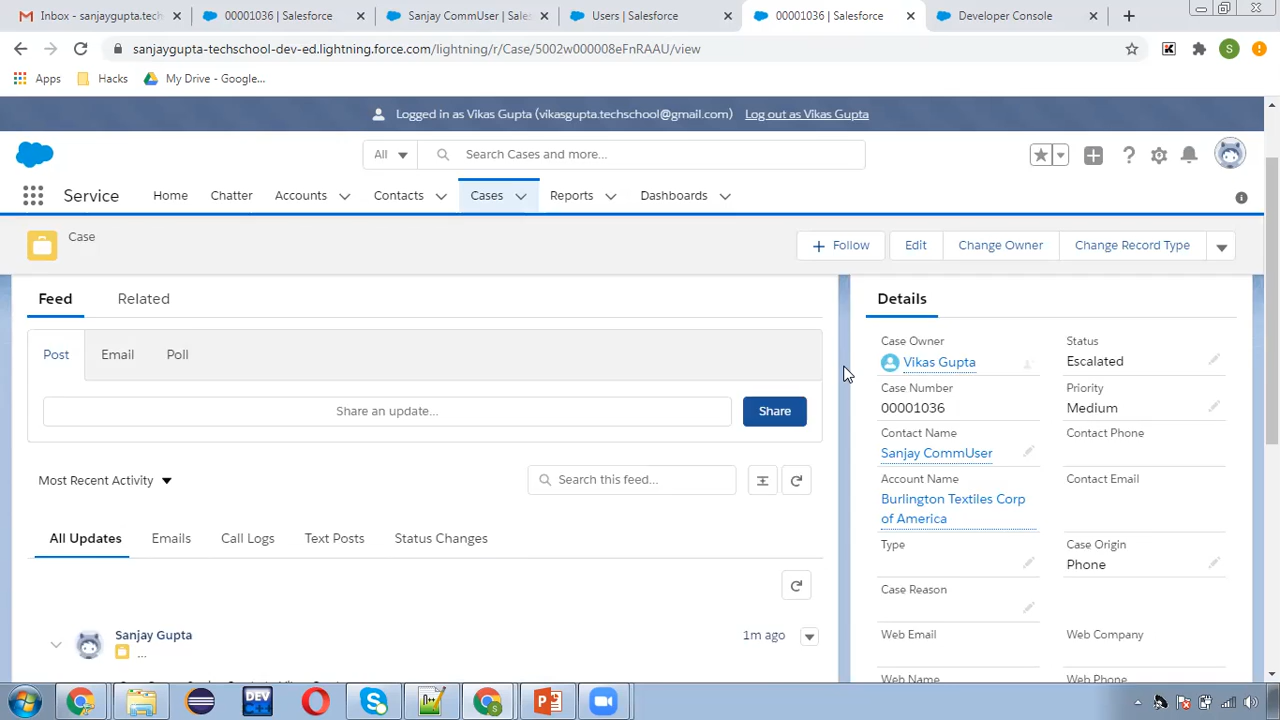 Inbox - sanjaygupta.tech
00001036 | Salesforce
Sanjay CommUser | Sales
Users | Salesforce
00001036 | Salesforce
Developer Console
sanjaygupta-techschool-dev-ed.lightning.force.com/lightning/r/Case/5002w000008eFnRAAU/view
S
Apps
Hacks
My Drive - Google...
Logged in as Vikas Gupta (vikasgupta.techschool@gmail.com)
Log out as Vikas Gupta
All
Search Cases and more...
Service
Home
Chatter
Accounts
Contacts
Cases
Reports
Dashboards
Case
Follow
Edit
Change Owner
Change Record Type
Feed
Related
Post
Email
Poll
Share an update...
Share
Most Recent Activity
Search this feed...
All Updates
Emails
Call Logs
Text Posts
Status Changes
Sanjay Gupta
1m ago
...
Details
Case Owner
Vikas Gupta
Status
Escalated
Case Number
00001036
Priority
Medium
Contact Name
Sanjay CommUser
Contact Phone
Account Name
Burlington Textiles Corp
of America
Contact Email
Type
Case Origin
Phone
Case Reason
Web Email
Web Company
Web Name
Web Phone
DEV
C++